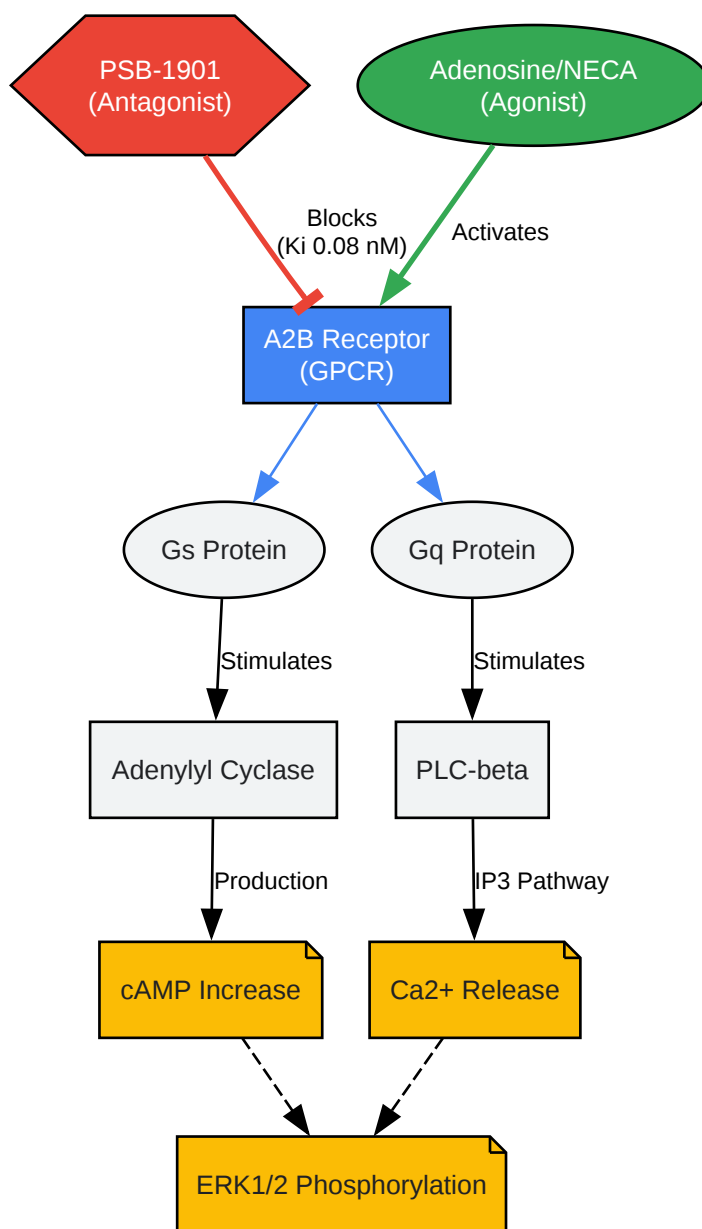 PSB-1901
(Antagonist)
Adenosine/NECA
(Agonist)
Blocks
(Ki 0.08 nM)
Activates
A2B Receptor
(GPCR)
Gs Protein
Gq Protein
Stimulates
Stimulates
Adenylyl Cyclase
PLC-beta
Production
IP3 Pathway
cAMP Increase
Ca2+ Release
ERK1/2 Phosphorylation